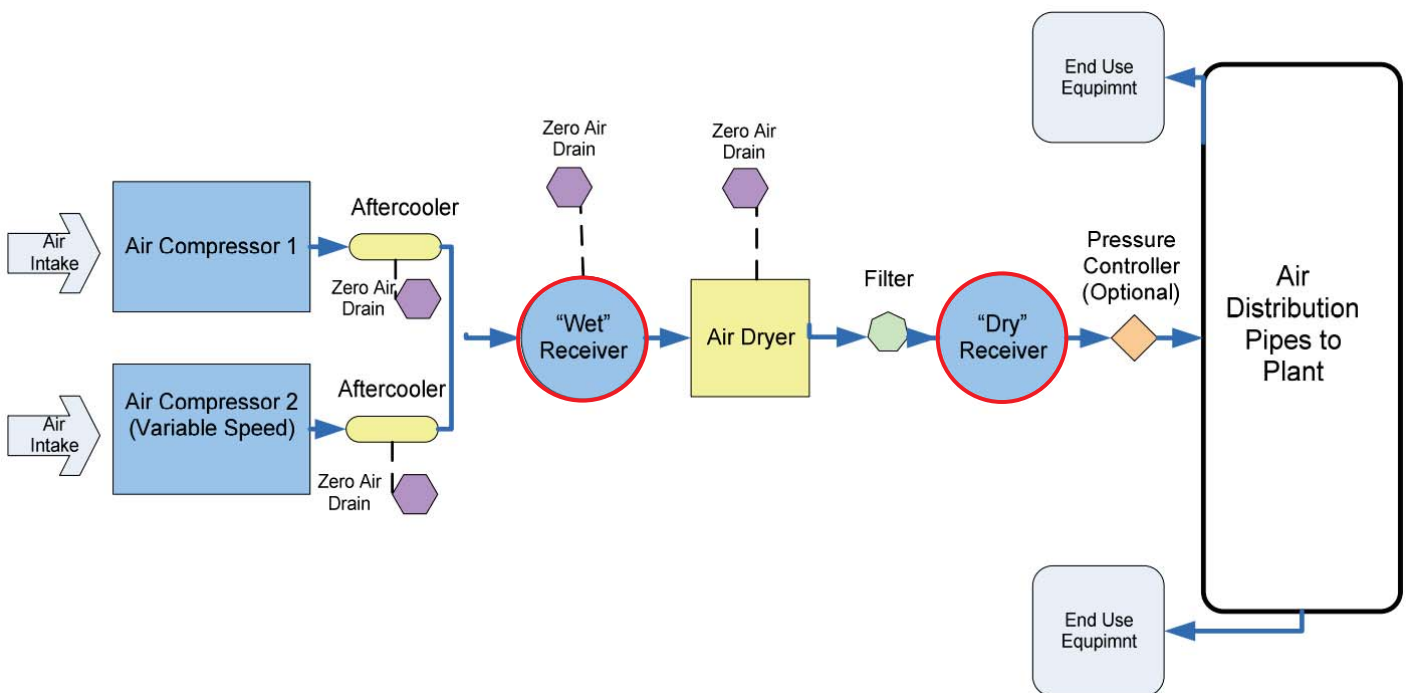 Air
Intake
Air Compressor 1
Aftercooler
Zero Air
Drain
Air
Intake
Air Compressor 2
(Variable Speed)
Aftercooler
Zero Air
Drain
Zero Air
Drain
“Wet”
Receiver
Zero Air
Drain
Air Dryer
Filter
“Dry”
Receiver
Pressure
Controller
(Optional)
End Use
Equpimnt
Air
Distribution
Pipes to
Plant
End Use
Equpimnt